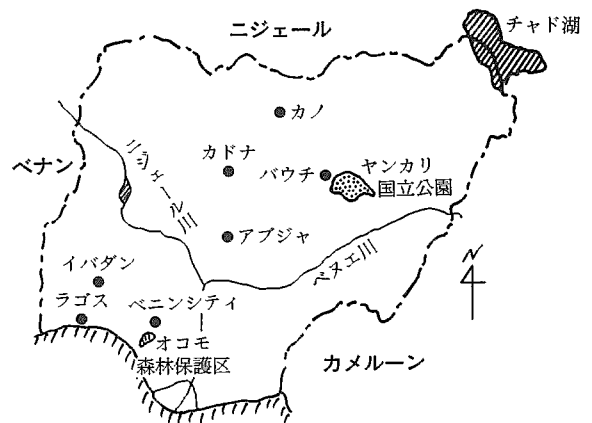 ニジェール
チャド湖
カノ
ベナン
ニジェール川
カドナ
バウチ
ヤンカリ
国立公園
アブジャ
ベヌエ川
N
イバダン
ラゴス
ベニンシティ
オコモ
森林保護区
カメルーン